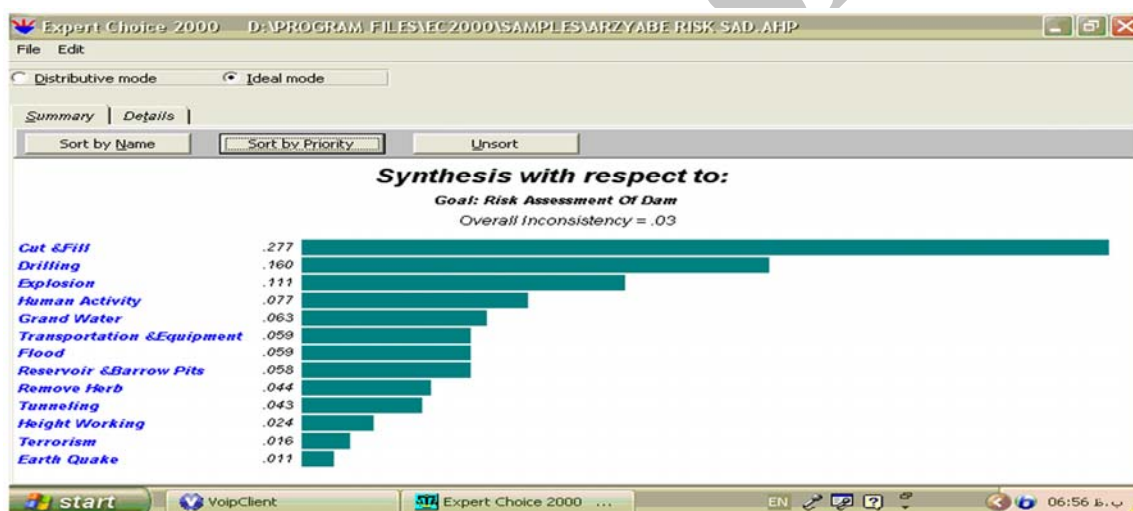 Expert Choice 2000 D:\PROGRAM FILES\EC2000\SAMPLES\ARZYABE RISK SAD.AHP
File Edit
Distributive mode Ideal mode
Summary Details
Sort by Name Sort by Priority Unsort
Synthesis with respect to:
Goal: Risk Assessment Of Dam
Overall Inconsistency = .03
Cut &Fill .277
Drilling .160
Explosion .111
Human Activity .077
Grand Water .063
Transportation &Equipment .059
Flood .059
Reservoir &Barrow Pits .058
Remove Herb .044
Tunneling .043
Height Working .024
Terrorism .016
Earth Quake .011
start VoipClient Expert Choice 2000 ... EN 06:56 ب.ظ